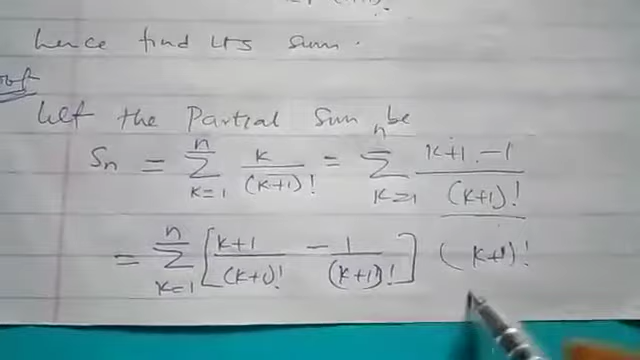 hence find its sum.
Proof
Let the Partial Sum be
Sn = n∑k=1 k/(k+1)! = n∑k=1 k+1-1/(k+1)!
= n∑k=1 [k+1/(k+1)! - 1/(k+1)!] (k+1)!